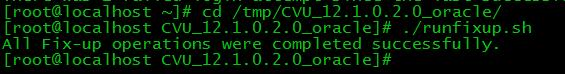 [root@localhost ~]# cd /tmp/CVU_12.1.0.2.0_oracle/
[root@localhost CVU_12.1.0.2.0_oracle]# ./runfixup.sh
All Fix-up operations were completed successfully.
[root@localhost CVU_12.1.0.2.0_oracle]#